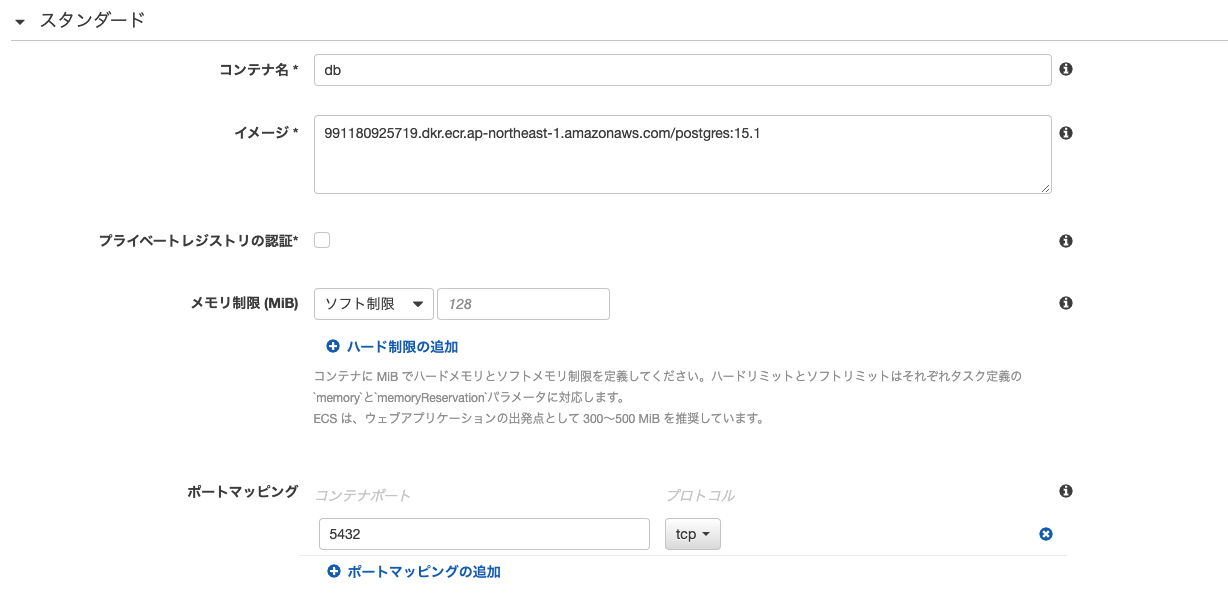 スタンダード
コンテナ名 *
db
イメージ *
991180925719.dkr.ecr.ap-northeast-1.amazonaws.com/postgres:15.1
プライベートレジストリの認証*
メモリ制限 (MiB)
ソフト制限
128
ハード制限の追加
コンテナに MiB でハードメモリとソフトメモリ制限を定義してください。ハードリミットとソフトリミットはそれぞれタスク定義の
`memory`と`memoryReservation`パラメータに対応します。
ECS は、ウェブアプリケーションの出発点として 300〜500 MiB を推奨しています。
ポートマッピング
コンテナポート
プロトコル
5432
tcp
ポートマッピングの追加